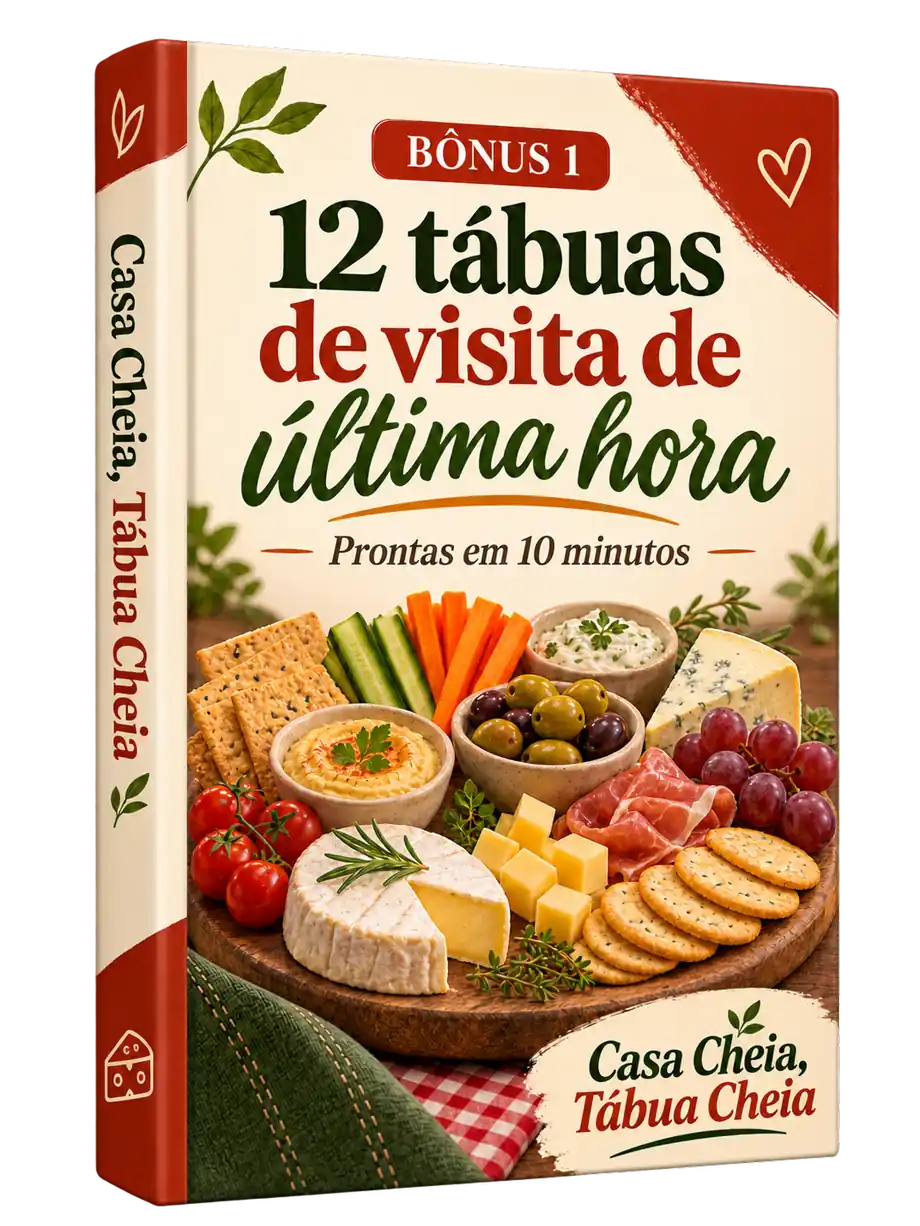 Casa Cheia, Tábua Cheia
BÔNUS 1
12 tábuas
de visita de
última hora
Prontas em 10 minutos
Casa Cheia,
Tábua Cheia